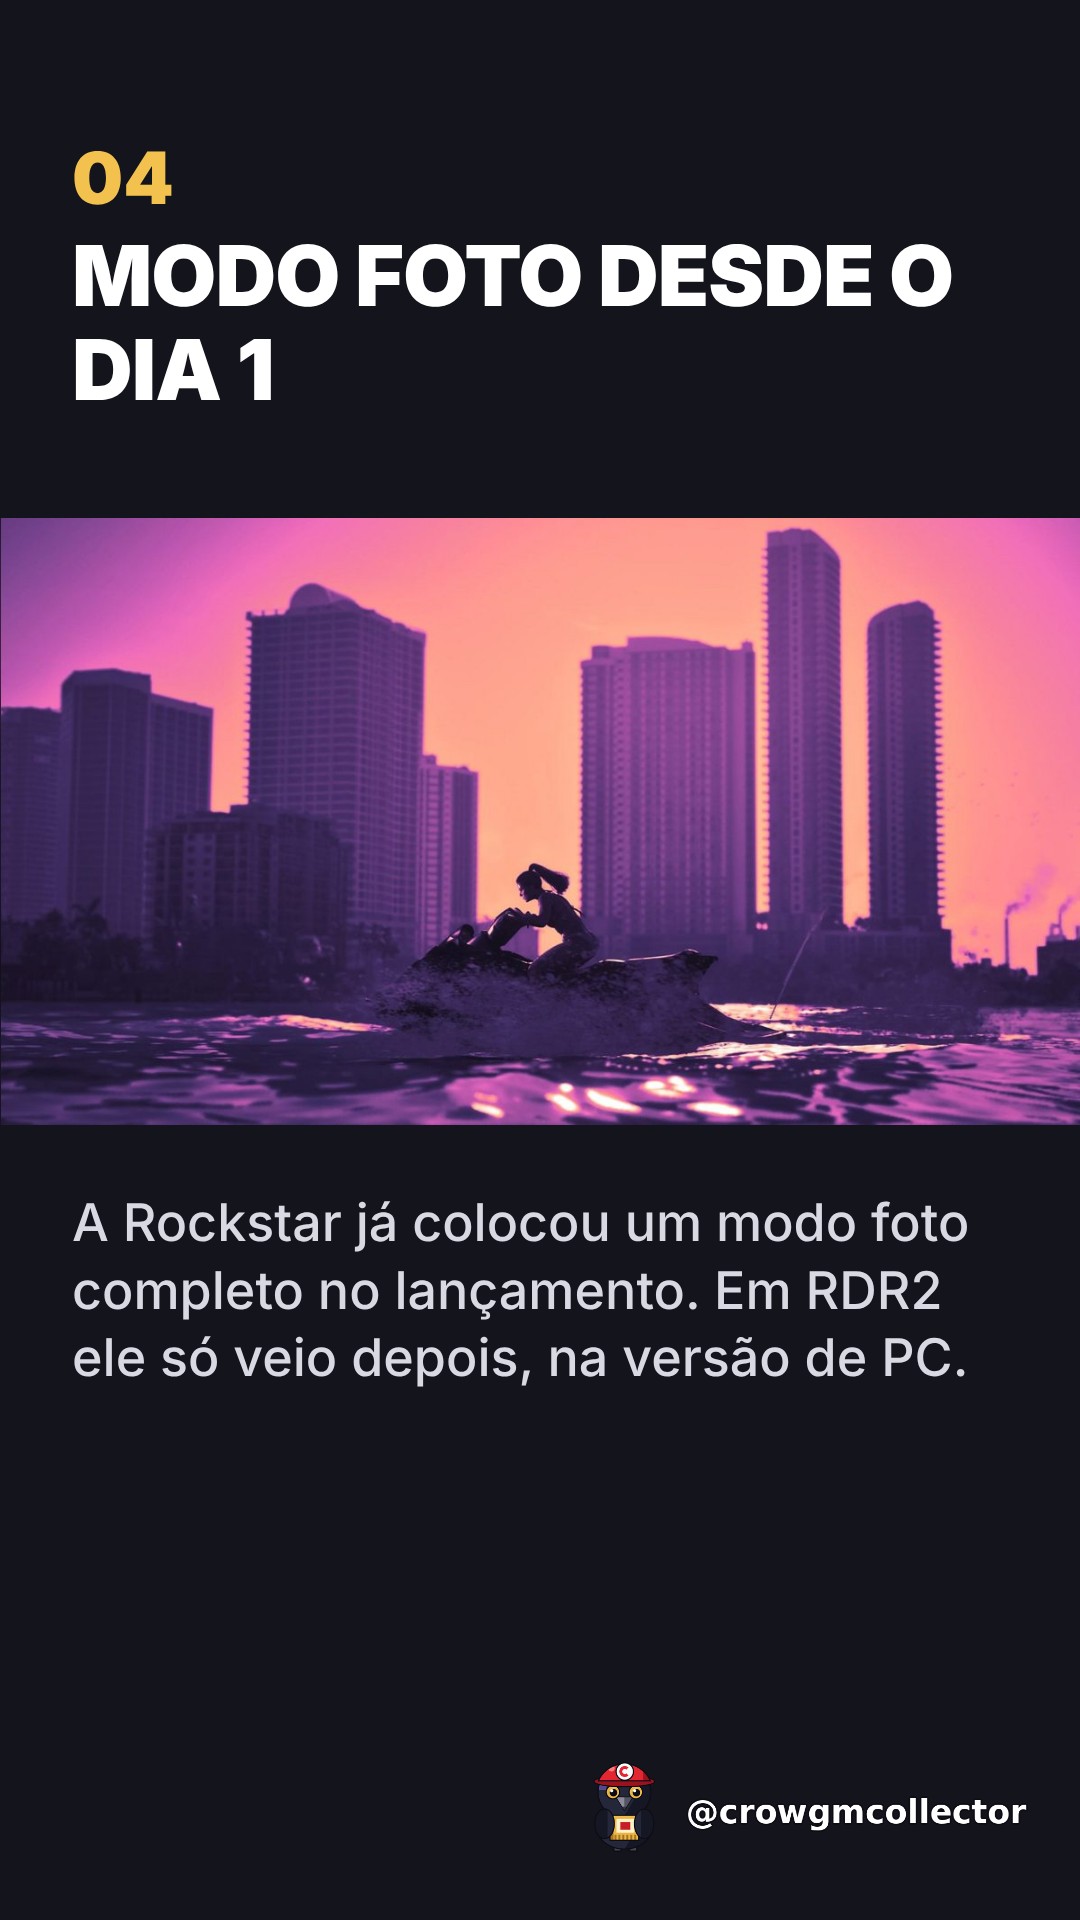 04
MODO FOTO DESDE O
DIA 1
A Rockstar já colocou um modo foto
completo no lançamento. Em RDR2
ele só veio depois, na versão de PC.
C
@crowgmcollector